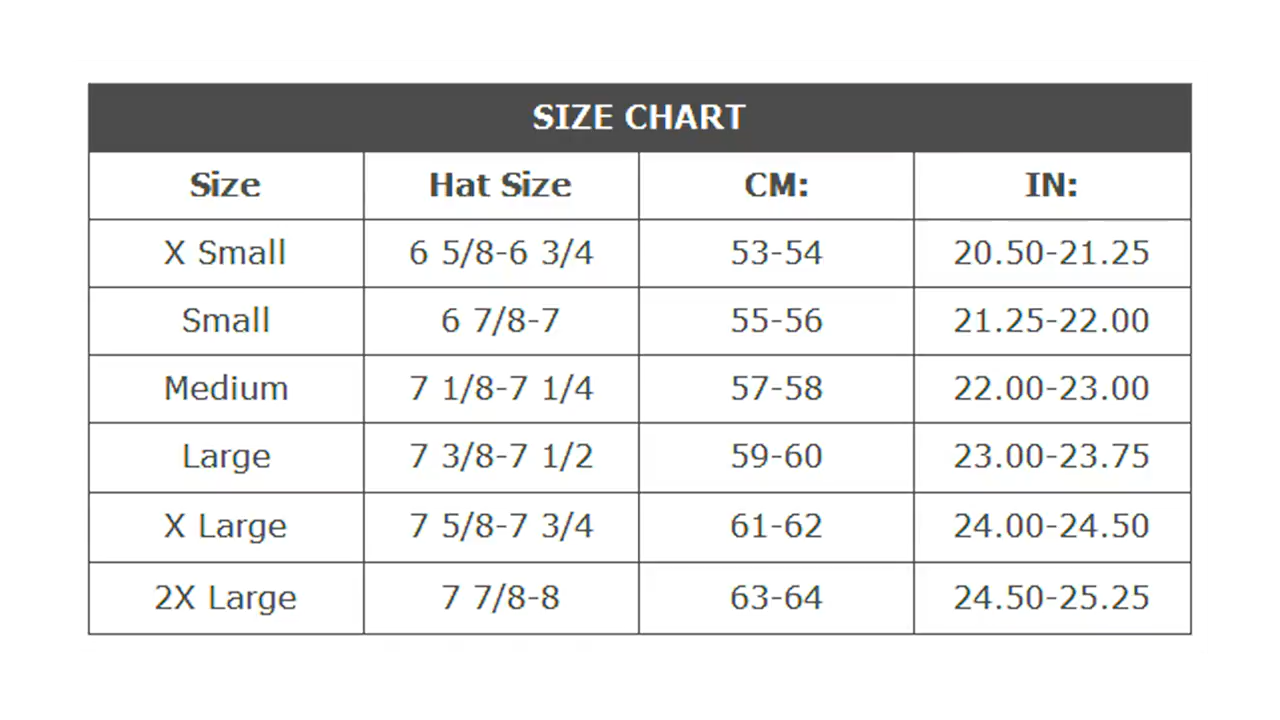 SIZE CHART
Size Hat Size CM: IN:
X Small 6 5/8-6 3/4 53-54 20.50-21.25
Small 6 7/8-7 55-56 21.25-22.00
Medium 7 1/8-7 1/4 57-58 22.00-23.00
Large 7 3/8-7 1/2 59-60 23.00-23.75
X Large 7 5/8-7 3/4 61-62 24.00-24.50
2X Large 7 7/8-8 63-64 24.50-25.25